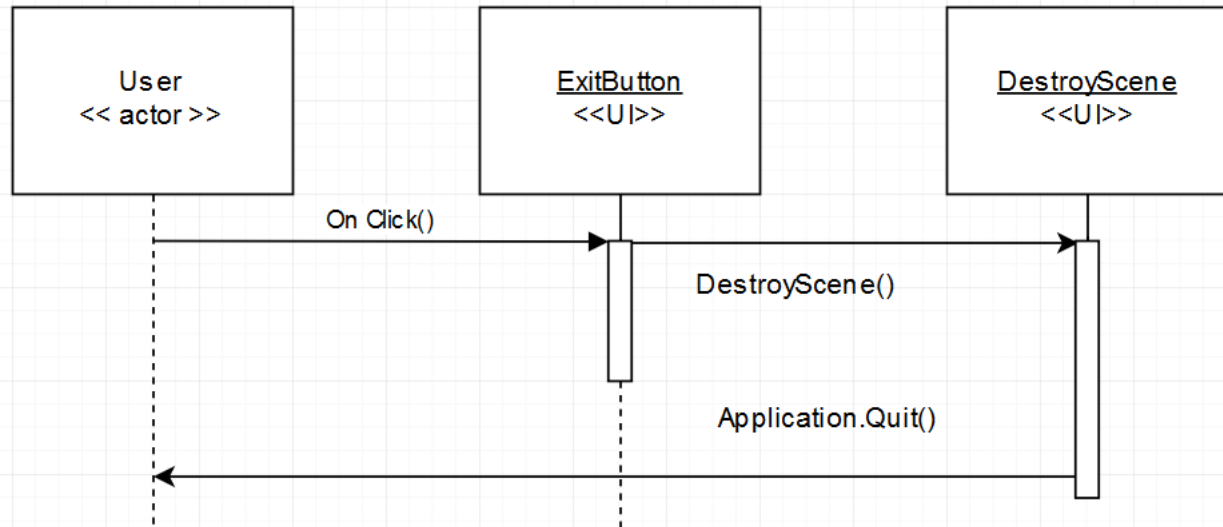 User
<< actor >>
ExitButton
<<UI>>
DestroyScene
<<UI>>
On Click()
DestroyScene()
Application.Quit()